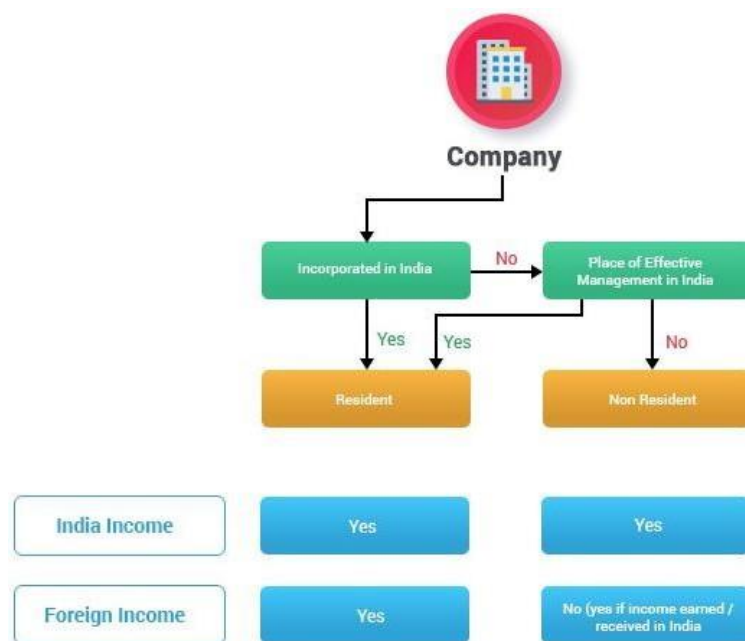 Company
Incorporated in India
No
Place of Effective
Management in India
Yes
Yes
No
Resident
Non Resident
India Income
Yes
Yes
Foreign Income
Yes
No (yes if income earned /
received in India